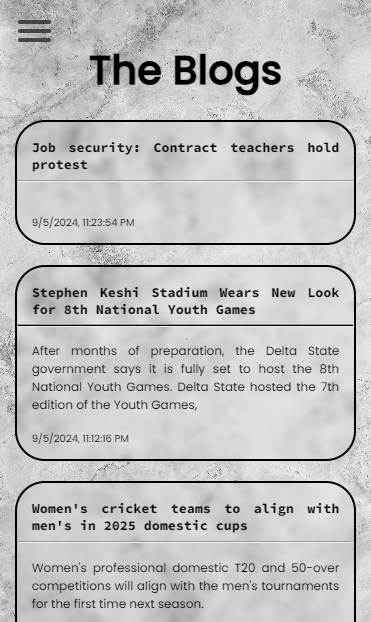 The Blogs
Job security: Contract teachers hold
protest
9/5/2024, 11:23:54 PM
Stephen Keshi Stadium Wears New Look
for 8th National Youth Games
After months of preparation, the Delta State
government says it is fully set to host the 8th
National Youth Games. Delta State hosted the 7th
edition of the Youth Games,
9/5/2024, 11:12:16 PM
Women's cricket teams to align with
men's in 2025 domestic cups
Women's professional domestic T20 and 50-over
competitions will align with the men's tournaments
for the first time next season.